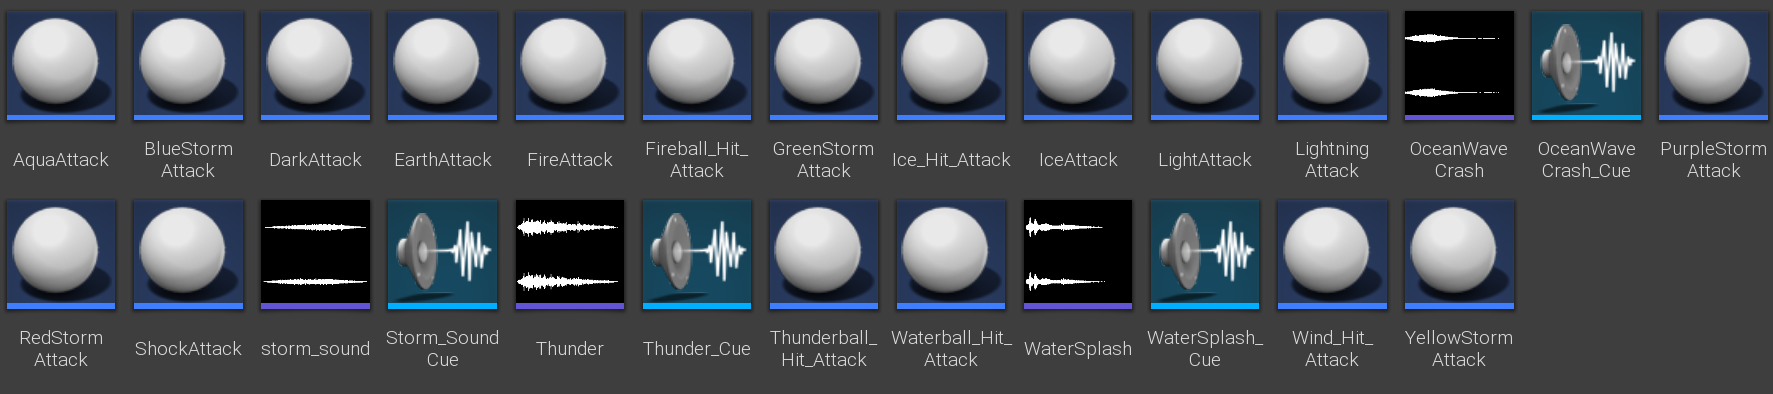 AquaAttack
BlueStorm
Attack
DarkAttack
EarthAttack
FireAttack
Fireball_Hit_
Attack
GreenStorm
Attack
Ice_Hit_Attack
IceAttack
LightAttack
Lightning
Attack
OceanWave
Crash
OceanWave
Crash_Cue
PurpleStorm
Attack
RedStorm
Attack
ShockAttack
storm_sound
Storm_Sound
Cue
Thunder
Thunder_Cue
Thunderball_
Hit_Attack
Waterball_Hit_
Attack
WaterSplash
WaterSplash_
Cue
Wind_Hit_
Attack
YellowStorm
Attack